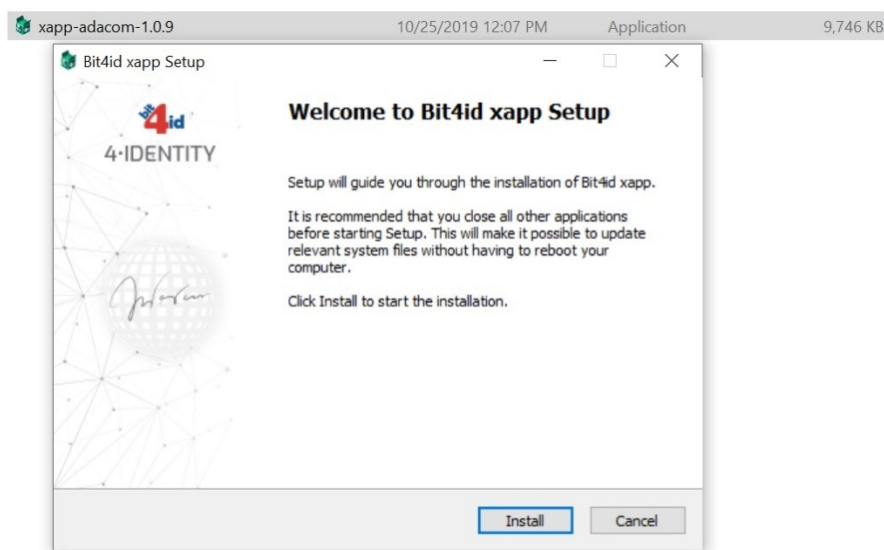 xapp-adacom-1.0.9 10/25/2019 12:07 PM Application 9,746 KB
Bit4id xapp Setup
bit4id
4·IDENTITY
Welcome to Bit4id xapp Setup
Setup will guide you through the installation of Bit4id xapp.
It is recommended that you close all other applications
before starting Setup. This will make it possible to update
relevant system files without having to reboot your
computer.
Click Install to start the installation.
Install Cancel